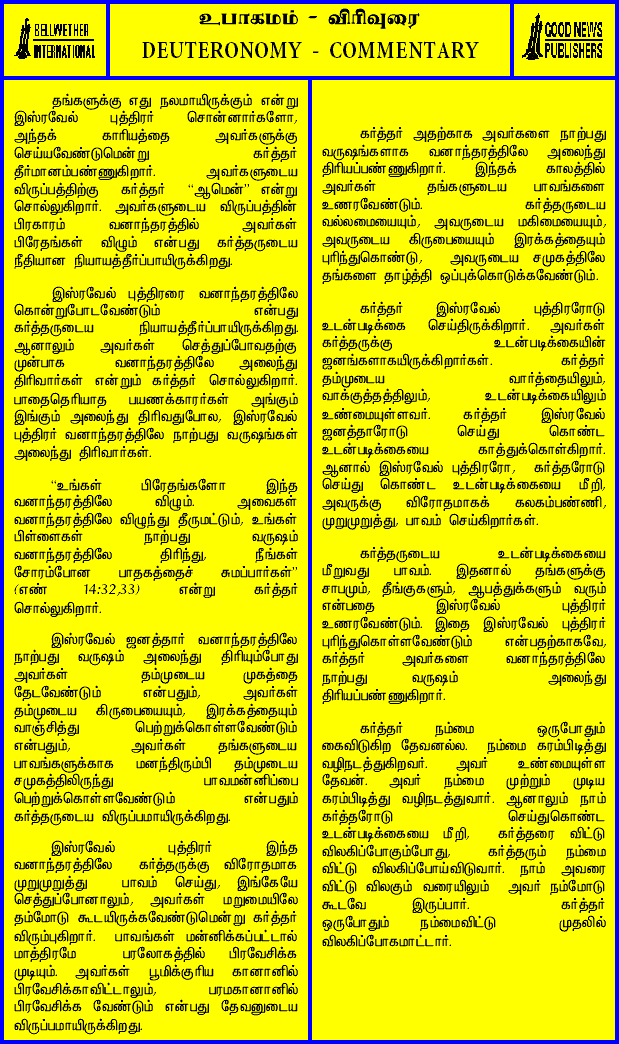 BELLWETHER
INTERNATIONAL
உபாகமம் - விரிவுரை
DEUTERONOMY - COMMENTARY
GOOD NEWS
PUBLISHERS
தங்களுக்கு எது நலமாயிருக்கும் என்று
இஸ்ரவேல் புத்திரர் சொன்னார்களோ,
அந்தக் காரியத்தை அவர்களுக்கு
செய்யவேண்டுமென்று கர்த்தர்
தீர்மானம்பண்ணுகிறார். அவர்களுடைய
விருப்பத்திற்கு கர்த்தர் “ஆமென்” என்று
சொல்லுகிறார். அவர்களுடைய விருப்பத்தின்
பிரகாரம் வனாந்தரத்தில் அவர்கள்
பிரேதங்கள் விழும் என்பது கர்த்தருடைய
நீதியான நியாயத்தீர்ப்பாயிருக்கிறது.
இஸ்ரவேல் புத்திரரை வனாந்தரத்திலே
கொன்றுபோடவேண்டும் என்பது
கர்த்தருடைய நியாயத்தீர்ப்பாயிருக்கிறது.
ஆனாலும் அவர்கள் செத்துப்போவதற்கு
முன்பாக வனாந்தரத்திலே அலைந்து
திரிவார்கள் என்றும் கர்த்தர் சொல்லுகிறார்.
பாதைதெரியாத பயணக்காரர்கள் அங்கும்
இங்கும் அலைந்து திரிவதுபோல, இஸ்ரவேல்
புத்திரர் வனாந்தரத்திலே நாற்பது வருஷங்கள்
அலைந்து திரிவார்கள்.
“உங்கள் பிரேதங்களோ இந்த
வனாந்தரத்திலே விழும். அவைகள்
வனாந்தரத்திலே விழுந்து தீருமட்டும், உங்கள்
பிள்ளைகள் நாற்பது வருஷம்
வனாந்தரத்திலே திரிந்து, நீங்கள்
சோரம்போன பாதகத்தைச் சுமப்பார்கள்”
(எண் 14:32,33) என்று கர்த்தர்
சொல்லுகிறார்.
இஸ்ரவேல் ஜனத்தார் வனாந்தரத்திலே
நாற்பது வருஷம் அலைந்து திரியும்போது
அவர்கள் தம்முடைய முகத்தை
தேடவேண்டும் என்பதும், அவர்கள்
தம்முடைய கிருபையையும், இரக்கத்தையும்
வாஞ்சித்து பெற்றுக்கொள்ளவேண்டும்
என்பதும், அவர்கள் தங்களுடைய
பாவங்களுக்காக மனந்திரும்பி தம்முடைய
சமுகத்திலிருந்து பாவமன்னிப்பை
பெற்றுக்கொள்ளவேண்டும் என்பதும்
கர்த்தருடைய விருப்பமாயிருக்கிறது.
இஸ்ரவேல் புத்திரர் இந்த
வனாந்தரத்திலே கர்த்தருக்கு விரோதமாக
முறுமுறுத்து பாவம் செய்து, இங்கேயே
செத்துப்போனாலும், அவர்கள் மறுமையிலே
தம்மோடு கூடயிருக்கவேண்டுமென்று கர்த்தர்
விரும்புகிறார். பாவங்கள் மன்னிக்கப்பட்டால்
மாத்திரமே பரலோகத்தில் பிரவேசிக்க
முடியும். அவர்கள் பூமிக்குரிய கானானில்
பிரவேசிக்காவிட்டாலும், பரமகானானில்
பிரவேசிக்க வேண்டும் என்பது தேவனுடைய
விருப்பமாயிருக்கிறது.
கர்த்தர் அதற்காக அவர்களை நாற்பது
வருஷங்களாக வனாந்தரத்திலே அலைந்து
திரியப்பண்ணுகிறார். இந்தக் காலத்தில்
அவர்கள் தங்களுடைய பாவங்களை
உணரவேண்டும். கர்த்தருடைய
வல்லமையையும், அவருடைய மகிமையையும்,
அவருடைய கிருபையையும் இரக்கத்தையும்
புரிந்துகொண்டு, அவருடைய சமுகத்திலே
தங்களை தாழ்த்தி ஒப்புக்கொடுக்கவேண்டும்.
கர்த்தர் இஸ்ரவேல் புத்திரரோடு
உடன்படிக்கை செய்திருக்கிறார். அவர்கள்
கர்த்தருக்கு உடன்படிக்கையின்
ஜனங்களாகயிருக்கிறார்கள். கர்த்தர்
தம்முடைய வார்த்தையிலும்,
வாக்குத்தத்திலும், உடன்படிக்கையிலும்
உண்மையுள்ளவர். கர்த்தர் இஸ்ரவேல்
ஜனத்தாரோடு செய்து கொண்ட
உடன்படிக்கையை காத்துக்கொள்கிறார்.
ஆனால் இஸ்ரவேல் புத்திரரோ, கர்த்தரோடு
செய்து கொண்ட உடன்படிக்கையை மீறி,
அவருக்கு விரோதமாகக் கலகம்பண்ணி,
முறுமுறுத்து, பாவம் செய்கிறார்கள்.
கர்த்தருடைய உடன்படிக்கையை
மீறுவது பாவம். இதனால் தங்களுக்கு
சாபமும், தீங்குகளும், ஆபத்துக்களும் வரும்
என்பதை இஸ்ரவேல் புத்திரர்
உணரவேண்டும். இதை இஸ்ரவேல் புத்திரர்
புரிந்துகொள்ளவேண்டும் என்பதற்காகவே,
கர்த்தர் அவர்களை வனாந்தரத்திலே
நாற்பது வருஷம் அலைந்து
திரியப்பண்ணுகிறார்.
கர்த்தர் நம்மை ஒருபோதும்
கைவிடுகிற தேவனல்ல. நம்மை கரம்பிடித்து
வழிநடத்துகிறவர். அவர் உண்மையுள்ள
தேவன். அவர் நம்மை முற்றும் முடிய
கரம்பிடித்து வழிநடத்துவார். ஆனாலும் நாம்
கர்த்தரோடு செய்துகொண்ட
உடன்படிக்கையை மீறி, கர்த்தரை விட்டு
விலகிப்போகும்போது, கர்த்தரும் நம்மை
விட்டு விலகிப்போய்விடுவார். நாம் அவரை
விட்டு விலகும் வரையிலும் அவர் நம்மோடு
கூடவே இருப்பார். கர்த்தர்
ஒருபோதும் நம்மைவிட்டு முதலில்
விலகிப்போகமாட்டார்.